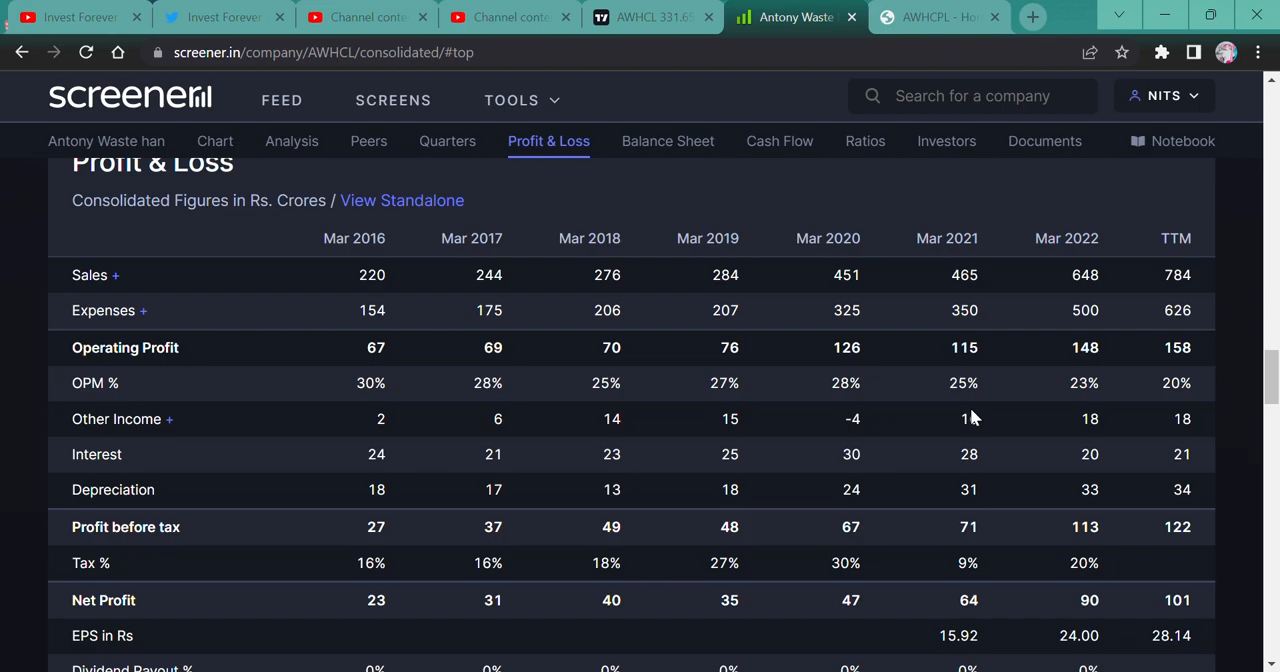 Invest Forever
Invest Forever
Channel conte
Channel conte
AWHCL 331.65
Antony Waste
AWHCPL - Ho
screener.in/company/AWHCL/consolidated/#top
screener
FEED
SCREENS
TOOLS
Search for a company
NITS
Antony Waste han
Chart
Analysis
Peers
Quarters
Profit & Loss
Balance Sheet
Cash Flow
Ratios
Investors
Documents
Notebook
Profit & Loss
Consolidated Figures in Rs. Crores / View Standalone
Mar 2016 Mar 2017 Mar 2018 Mar 2019 Mar 2020 Mar 2021 Mar 2022 TTM
Sales + 220 244 276 284 451 465 648 784
Expenses + 154 175 206 207 325 350 500 626
Operating Profit 67 69 70 76 126 115 148 158
OPM % 30% 28% 25% 27% 28% 25% 23% 20%
Other Income + 2 6 14 15 -4 18 18
Interest 24 21 23 25 30 28 20 21
Depreciation 18 17 13 18 24 31 33 34
Profit before tax 27 37 49 48 67 71 113 122
Tax % 16% 16% 18% 27% 30% 9% 20%
Net Profit 23 31 40 35 47 64 90 101
EPS in Rs 15.92 24.00 28.14
Dividend Payout % 0% 0% 0% 0% 0% 0% 0%